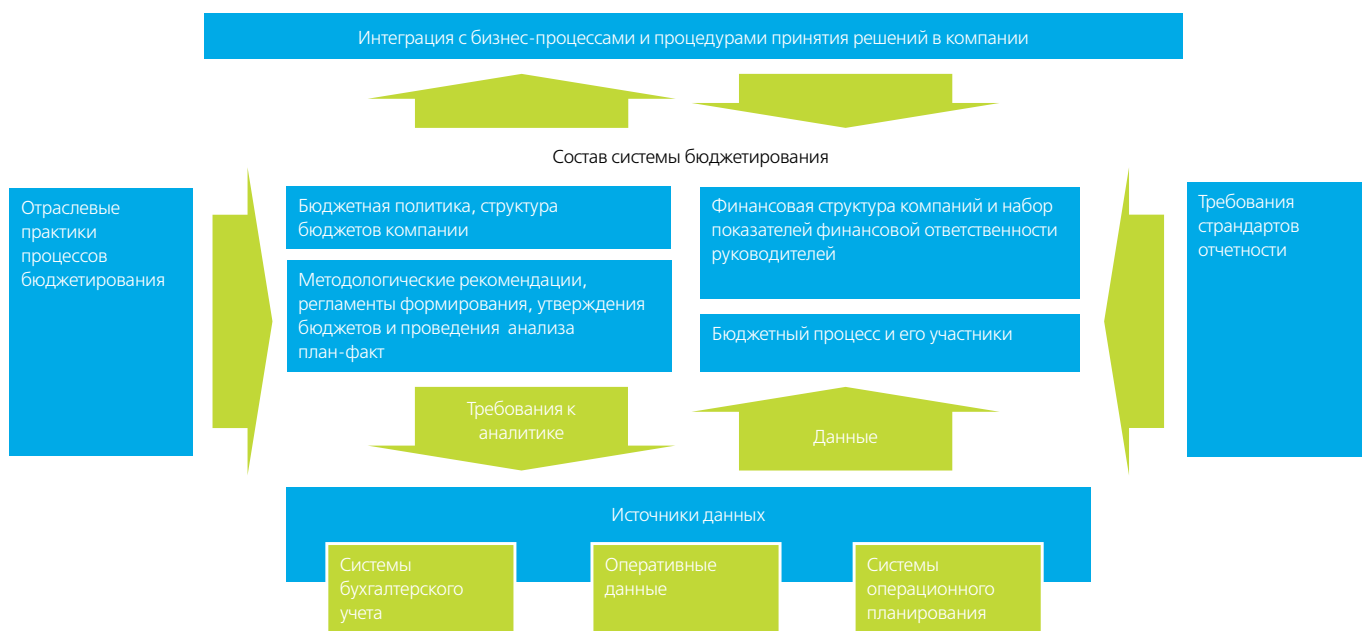 Интеграция с бизнес-процессами и процедурами принятия решений в компании
Состав системы бюджетирования
Отраслевые
практики
процессов
бюджетирования
Бюджетная политика, структура
бюджетов компании
Методологические рекомендации,
регламенты формирования, утверждения
бюджетов и проведения анализа
план-факт
Финансовая структура компаний и набор
показателей финансовой ответственности
руководителей
Бюджетный процесс и его участники
Требования
страндартов
отчетности
Требования к
аналитике
Данные
Источники данных
Системы
бухгалтерского
учета
Оперативные
данные
Системы
операционного
планирования